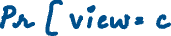 Pr [ view = c